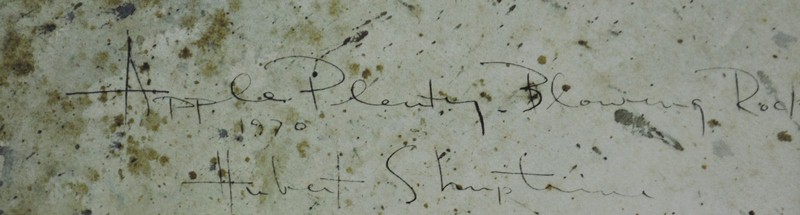 Apple Plenty. Blowing Rock
1970
Hubert Shuptrine